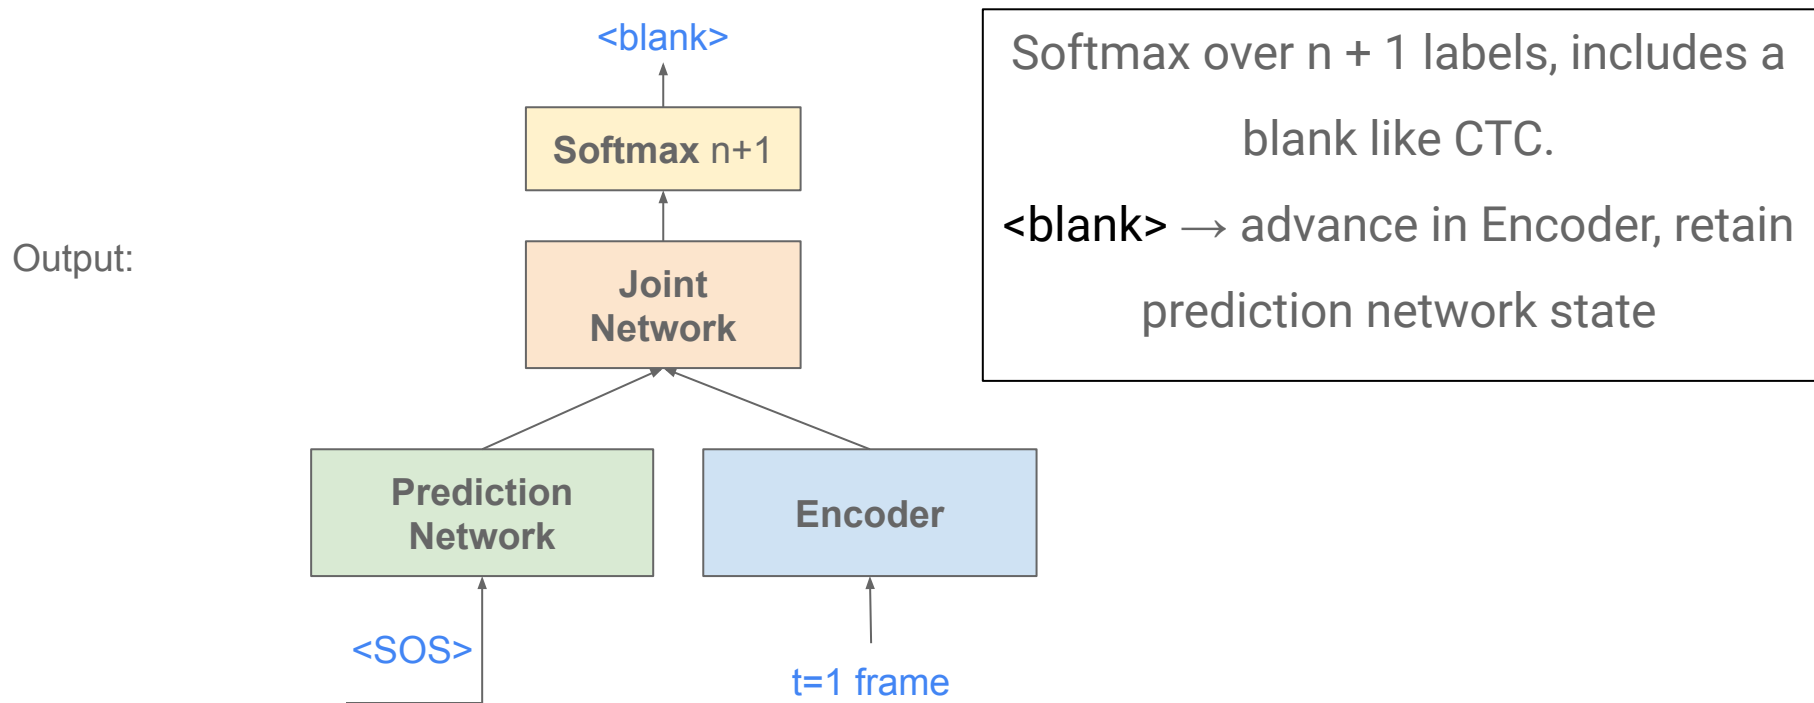 <blank>
Softmax n+1
Output:
Joint
Network
Prediction
Network
Encoder
<SOS>
t=1 frame
Softmax over n + 1 labels, includes a
blank like CTC.
<blank> → advance in Encoder, retain
prediction network state